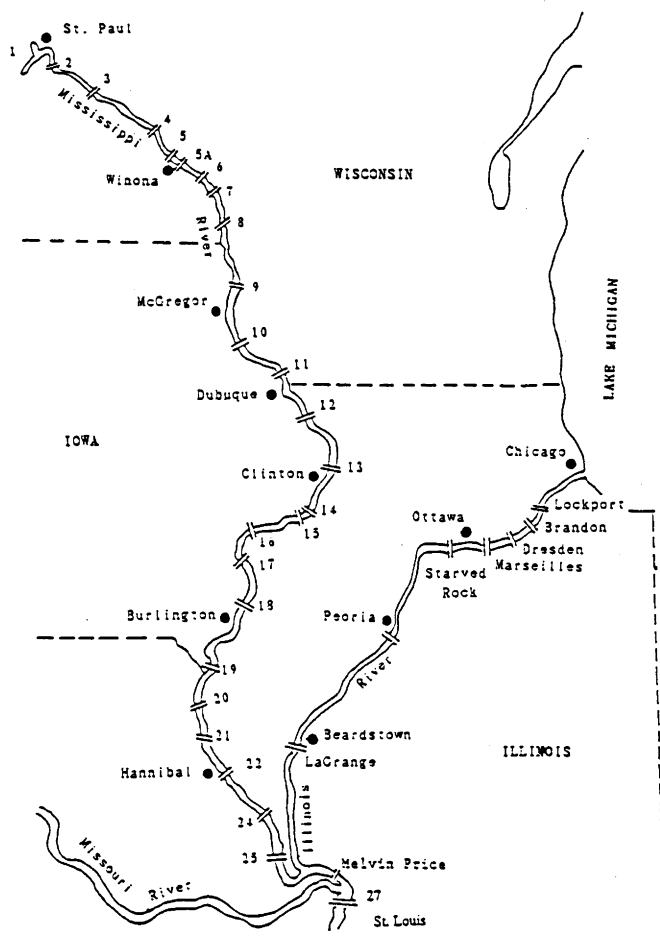 St. Paul
1
2
3
Mississippi
4
5
5A
Winona
6
WISCONSIN
7
8
River
9
McGregor
10
LAKE MICHIGAN
11
Dubuque
12
IOWA
Chicago
13
Clinton
Lockport
14
Ottawa
Brandon
15
16
Dresden
17
Starved
Rock
Marseilles
18
Burlington
Peoria
19
River
20
21
Beardstown
ILLINOIS
LaGrange
22
Hannibal
Illinois
24
25
Missouri
River
Melvin Price
27
St. Louis